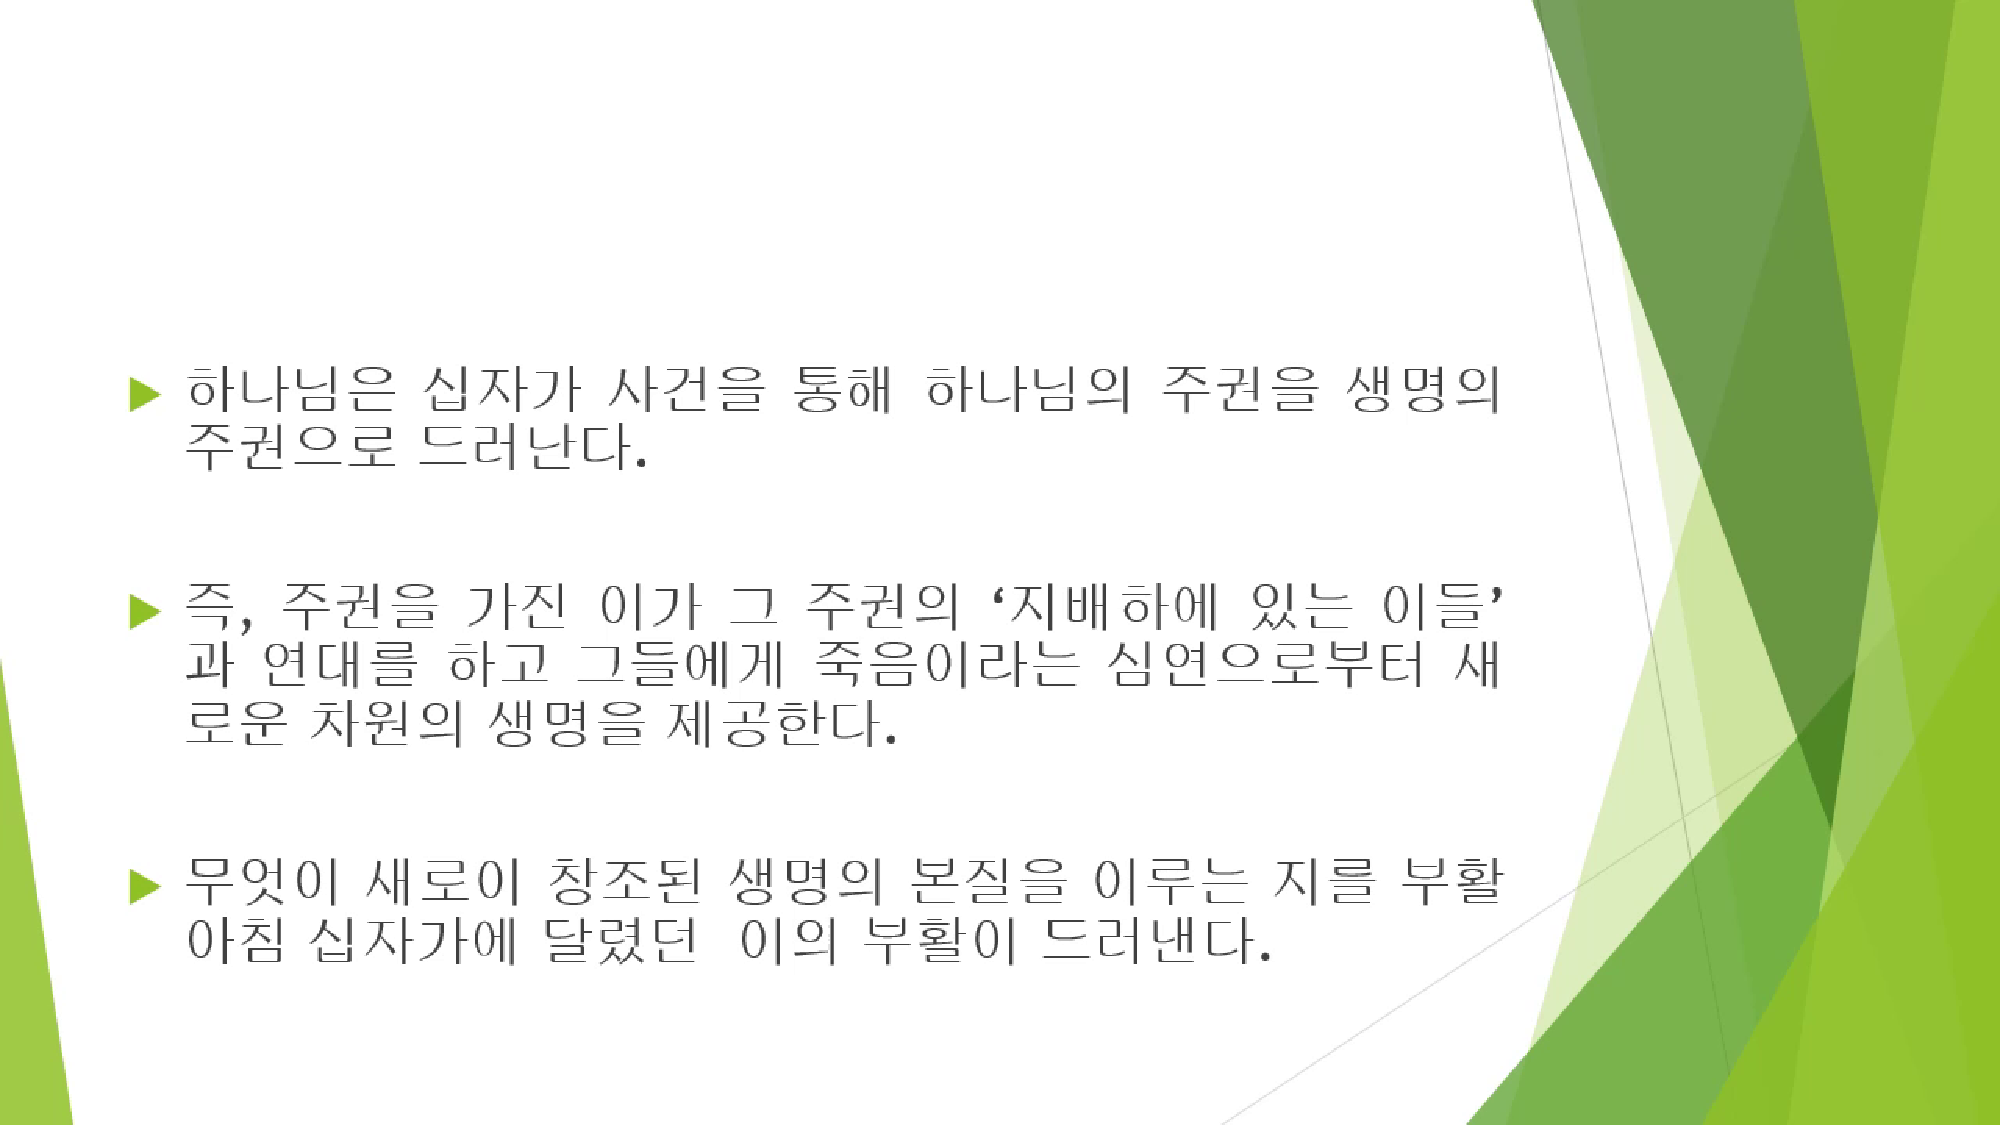 하나님은 십자가 사건을 통해 하나님의 주권을 생명의
주권으로 드러난다.
즉, 주권을 가진 이가 그 주권의 ‘지배하에 있는 이들’
과 연대를 하고 그들에게 죽음이라는 심연으로부터 새
로운 차원의 생명을 제공한다.
무엇이 새로이 창조된 생명의 본질을 이루는 지를 부활
아침 십자가에 달렸던 이의 부활이 드러낸다.